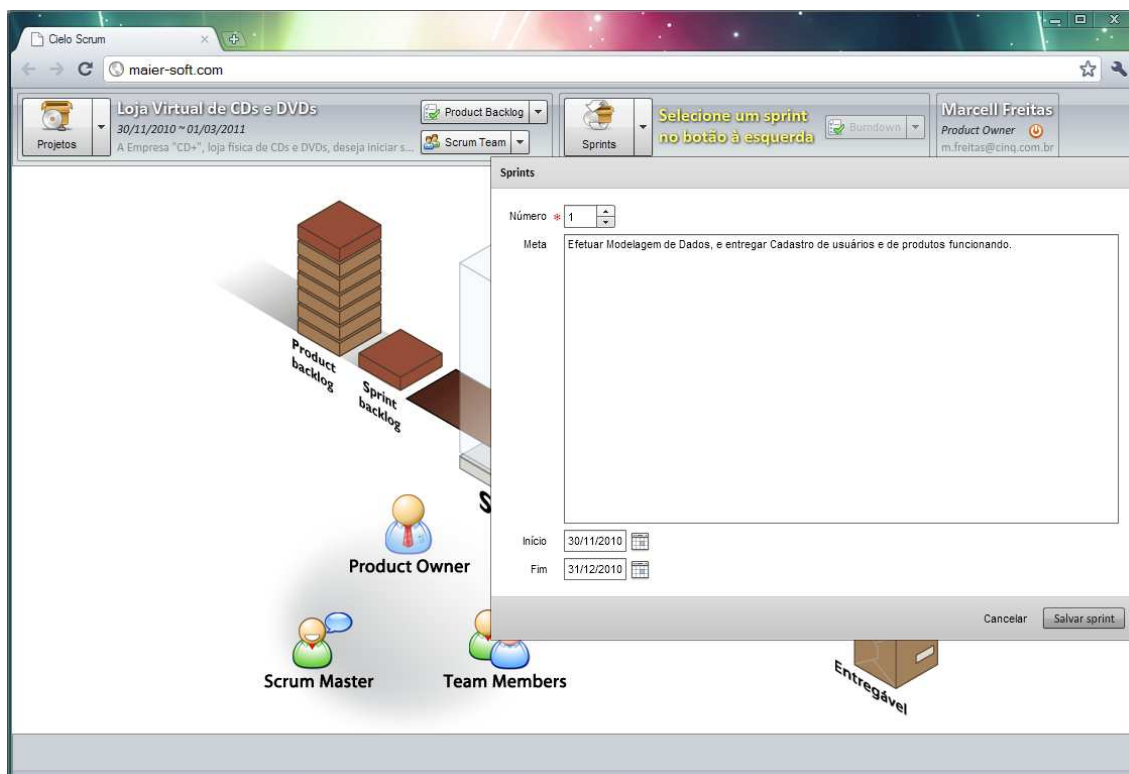 Cielo Scrum
maier-soft.com
Projetos
Loja Virtual de CDs e DVDs
30/11/2010 ~ 01/03/2011
A Empresa "CD+", loja física de CDs e DVDs, deseja iniciar s...
Product Backlog
Scrum Team
Sprints
Selecione um sprint
no botão à esquerda
Burndown
Marcell Freitas
Product Owner
m.freitas@cinq.com.br
Sprints
Número * 1
Meta
Efetuar Modelagem de Dados, e entregar Cadastro de usuários e de produtos funcionando.
Início 30/11/2010
Fim 31/12/2010
Cancelar
Salvar sprint
Product
backlog
Sprint
backlog
S
Product Owner
Scrum Master
Team Members
Entregável